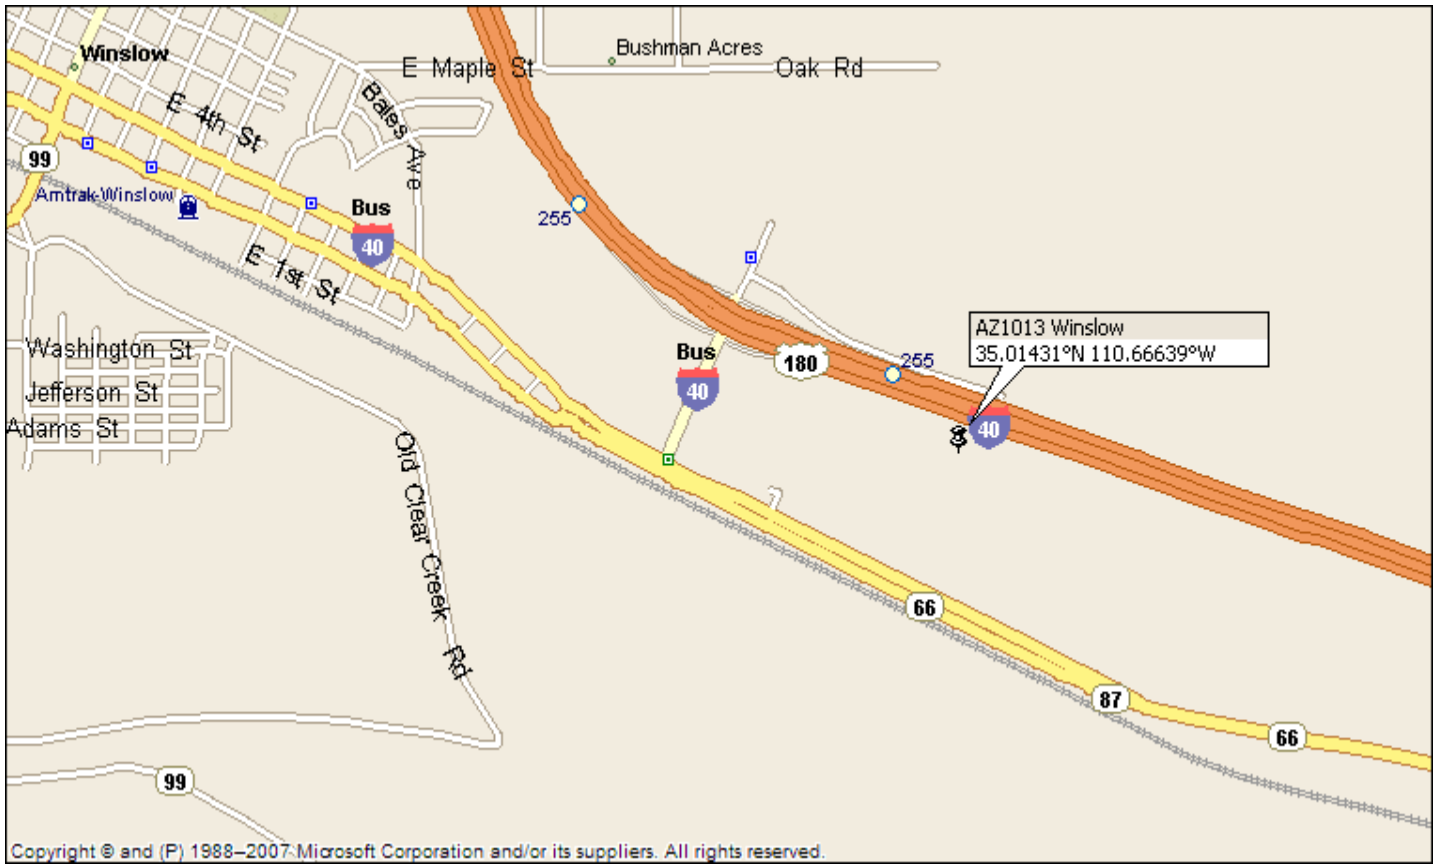 Winslow
Bushman Acres
E Maple St
Oak Rd
Bales Ave
E 4th St
99
Amtrak-Winslow
Bus
40
255
E 1st St
AZ1013 Winslow
35.01431°N 110.66639°W
Washington St
Bus
40
180
255
Jefferson St
40
Adams St
Old Clear Creek Rd
66
87
66
99
Copyright © and (P) 1988–2007 Microsoft Corporation and/or its suppliers. All rights reserved.